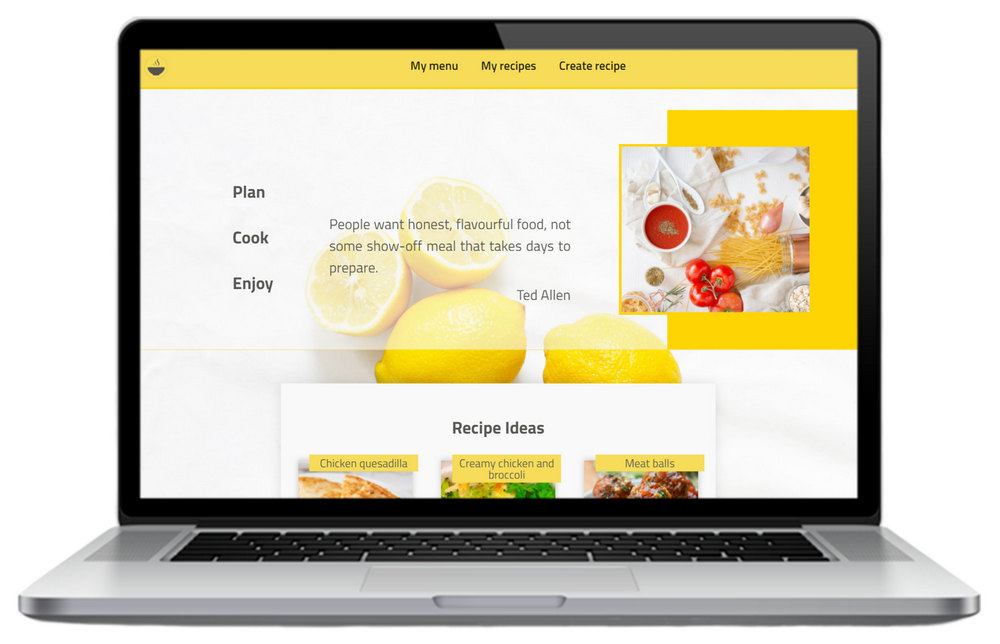 My menu My recipes Create recipe
Plan
Cook
Enjoy
People want honest, flavourful food, not
some show-off meal that takes days to
prepare.
Ted Allen
Recipe Ideas
Chicken quesadilla
Creamy chicken and
broccoli
Meat balls